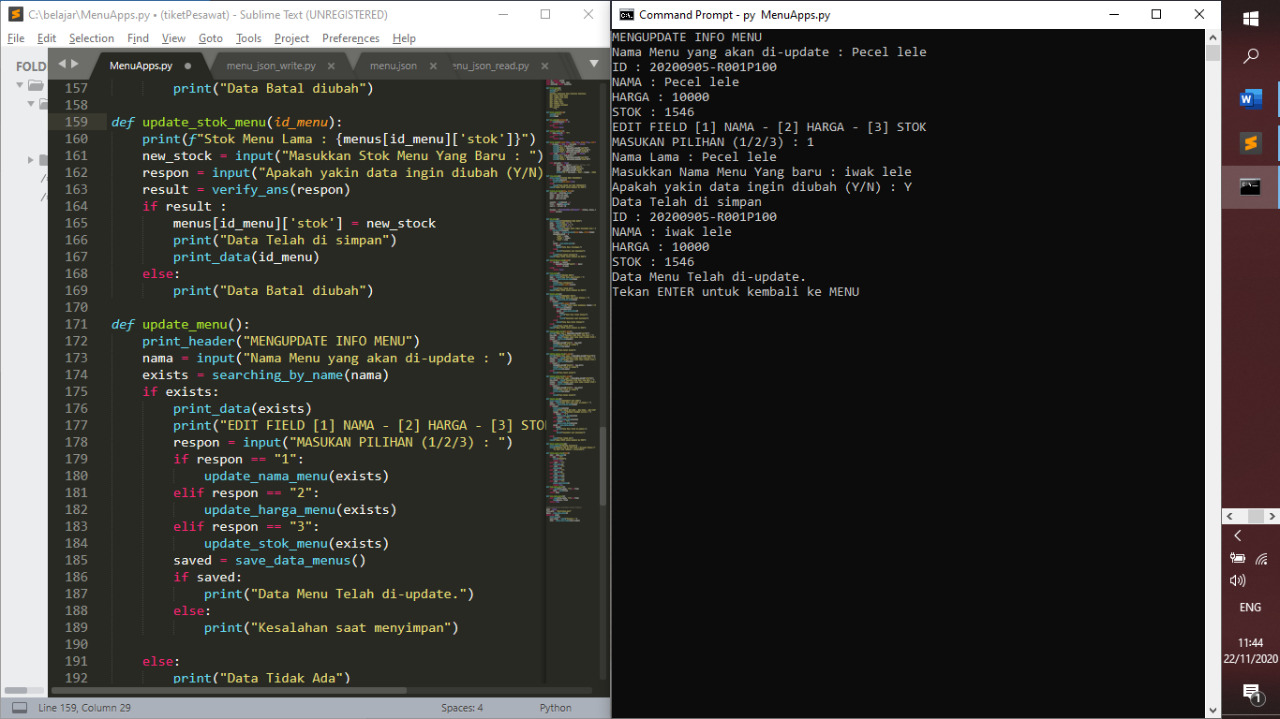 C:\belajar\MenuApps.py • (tiketPesawat) - Sublime Text (UNREGISTERED)
File Edit Selection Find View Goto Tools Project Preferences Help
FOLD
MenuApps.py menu_json_write.py menu.json nu_json_read.py
157 print("Data Batal diubah")
158
159 def update_stok_menu(id_menu):
160 print(f"Stok Menu Lama : {menus[id_menu]['stok']}")
161 new_stock = input("Masukkan Stok Menu Yang Baru : ")
162 respon = input("Apakah yakin data ingin diubah (Y/N)
163 result = verify_ans(respon)
164 if result :
165 menus[id_menu]['stok'] = new_stock
166 print("Data Telah di simpan")
167 print_data(id_menu)
168 else:
169 print("Data Batal diubah")
170
171 def update_menu():
172 print_header("MENGUPDATE INFO MENU")
173 nama = input("Nama Menu yang akan di-update : ")
174 exists = searching_by_name(nama)
175 if exists:
176 print_data(exists)
177 print("EDIT FIELD [1] NAMA - [2] HARGA - [3] STO
178 respon = input("MASUKAN PILIHAN (1/2/3) : ")
179 if respon == "1":
180 update_nama_menu(exists)
181 elif respon == "2":
182 update_harga_menu(exists)
183 elif respon == "3":
184 update_stok_menu(exists)
185 saved = save_data_menus()
186 if saved:
187 print("Data Menu Telah di-update.")
188 else:
189 print("Kesalahan saat menyimpan")
190
191 else:
192 print("Data Tidak Ada")
Line 159, Column 29 Spaces: 4 Python
Command Prompt - py MenuApps.py
MENGUPDATE INFO MENU
Nama Menu yang akan di-update : Pecel lele
ID : 20200905-R001P100
NAMA : Pecel lele
HARGA : 10000
STOK : 1546
EDIT FIELD [1] NAMA - [2] HARGA - [3] STOK
MASUKAN PILIHAN (1/2/3) : 1
Nama Lama : Pecel lele
Masukkan Nama Menu Yang baru : iwak lele
Apakah yakin data ingin diubah (Y/N) : Y
Data Telah di simpan
ID : 20200905-R001P100
NAMA : iwak lele
HARGA : 10000
STOK : 1546
Data Menu Telah di-update.
Tekan ENTER untuk kembali ke MENU
ENG
11:44
22/11/2020
1